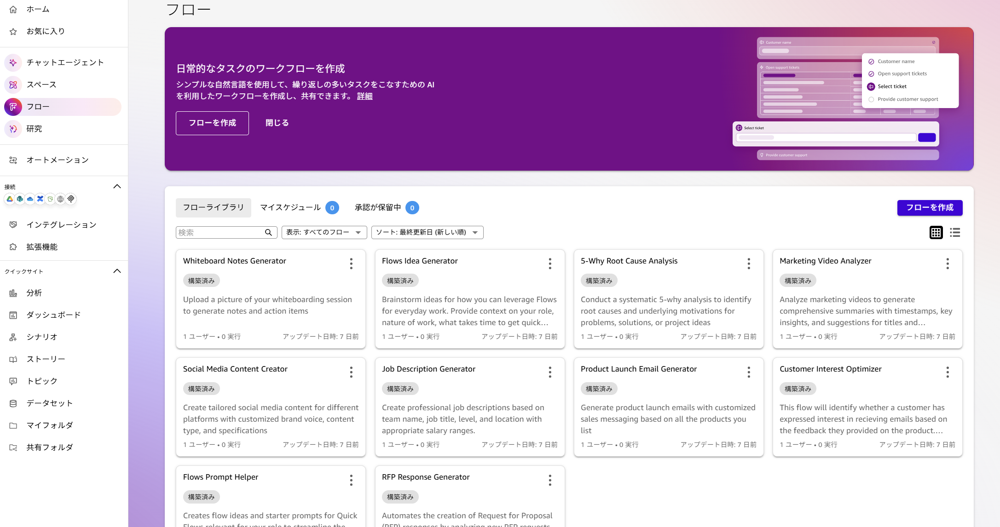 ホーム
お気に入り
チャットエージェント
スペース
フロー
研究
オートメーション
接続
インテグレーション
拡張機能
クイックサイト
分析
ダッシュボード
シナリオ
ストーリー
トピック
データセット
マイフォルダ
共有フォルダ
フロー
日常的なタスクのワークフローを作成
シンプルな自然言語を使用して、繰り返しの多いタスクをこなすための AI
を利用したワークフローを作成し、共有できます。 詳細
フローを作成
閉じる
Customer name
Open support tickets
Customer name
Open support tickets
Select ticket
Provide customer support
Select ticket
Provide customer support
フローライブラリ
マイスケジュール 0
承認が保留中 0
フローを作成
検索
表示: すべてのフロー
ソート: 最終更新日 (新しい順)
Whiteboard Notes Generator
構築済み
Upload a picture of your whiteboarding session
to generate notes and action items
1 ユーザー • 0 実行
アップデート日時: 7 日前
Flows Idea Generator
構築済み
Brainstorm ideas for how you can leverage Flows
for everyday work. Provide context on your role,
nature of work, what takes time to get quick...
1 ユーザー • 0 実行
アップデート日時: 7 日前
5-Why Root Cause Analysis
構築済み
Conduct a systematic 5-why analysis to identify
root causes and underlying motivations for
problems, solutions, or project ideas
1 ユーザー • 0 実行
アップデート日時: 7 日前
Marketing Video Analyzer
構築済み
Analyze marketing videos to generate
comprehensive summaries with timestamps, key
insights, and suggestions for titles and...
1 ユーザー • 0 実行
アップデート日時: 7 日前
Social Media Content Creator
構築済み
Create tailored social media content for different
platforms with customized brand voice, content
type, and specifications
1 ユーザー • 0 実行
アップデート日時: 7 日前
Job Description Generator
構築済み
Create professional job descriptions based on
team name, job title, level, and location with
appropriate salary ranges.
1 ユーザー • 0 実行
アップデート日時: 7 日前
Product Launch Email Generator
構築済み
Generate product launch emails with customized
sales messaging based on all the products you
list
1 ユーザー • 0 実行
アップデート日時: 7 日前
Customer Interest Optimizer
構築済み
This flow will identify whether a customer has
expressed interest in recieving emails based on
the feedback they provided on the product....
1 ユーザー • 0 実行
アップデート日時: 7 日前
Flows Prompt Helper
構築済み
Creates flow ideas and starter prompts for Quick
Flows relevant for your role to streamline the
RFP Response Generator
構築済み
Automates the creation of Request for Proposal
(RFP) responses by analyzing new RFP requests